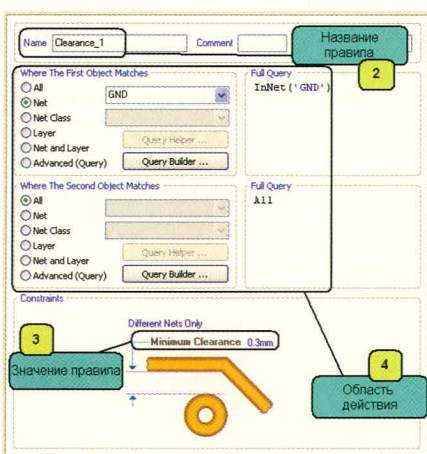 Name Clearance_1 Comment
Название правила
2
Where The First Object Matches
All
Net
Net Class
Layer
Net and Layer
Advanced (Query)
GND
Query Helper ...
Query Builder ...
Full Query
InNet('GND')
Where The Second Object Matches
All
Net
Net Class
Layer
Net and Layer
Advanced (Query)
Query Helper ...
Query Builder ...
Full Query
All
Constraints
Different Nets Only
Minimum Clearance 0.3mm
3
Значение правила
4
Область
действия